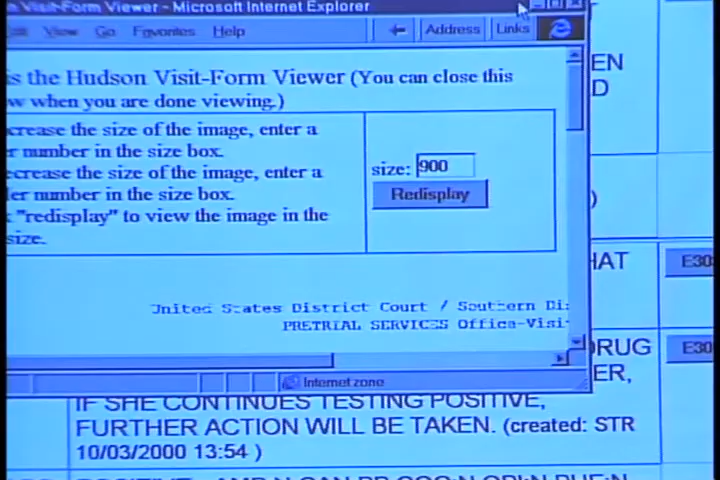 Visit-Form Viewer - Microsoft Internet Explorer
View Go Favorites Help Address Links
is the Hudson Visit-Form Viewer (You can close this
w when you are done viewing.)
crease the size of the image, enter a
r number in the size box.
ecrease the size of the image, enter a
ler number in the size box.
"redisplay" to view the image in the
size.
size: 900
Redisplay
United States District Court / Southern Di
PRETRIAL SERVICES Office-Visi
Internet zone
EN
D
)
HAT
E30
DRUG
E30
ER,
IF SHE CONTINUES TESTING POSITIVE,
FURTHER ACTION WILL BE TAKEN. (created: STR
10/03/2000 13:54 )